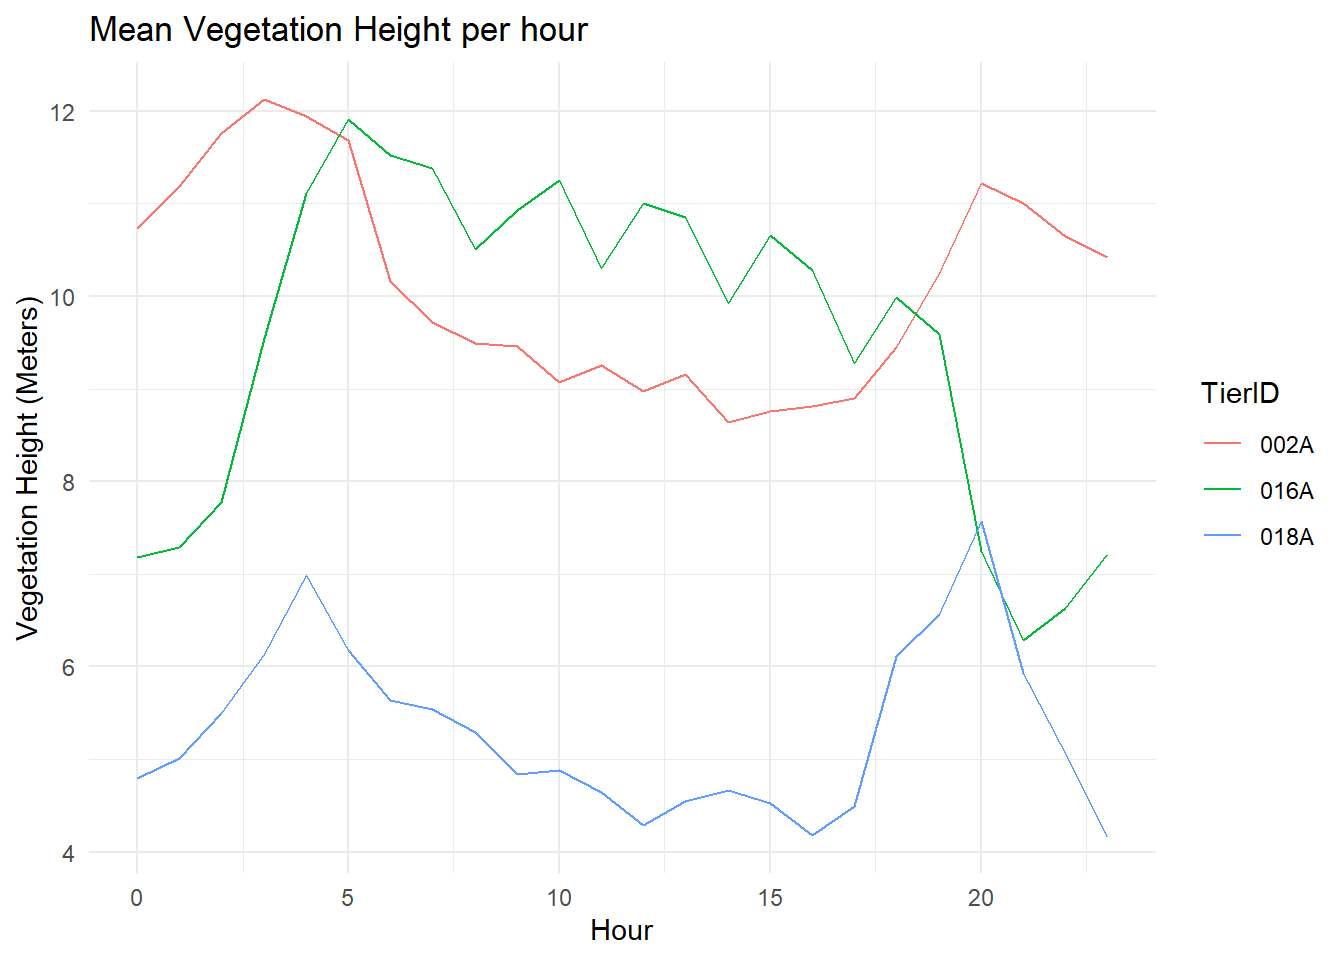 Mean Vegetation Height per hour
Vegetation Height (Meters)
12
10
8
6
4
0
5
10
15
20
Hour
TierID
002A
016A
018A